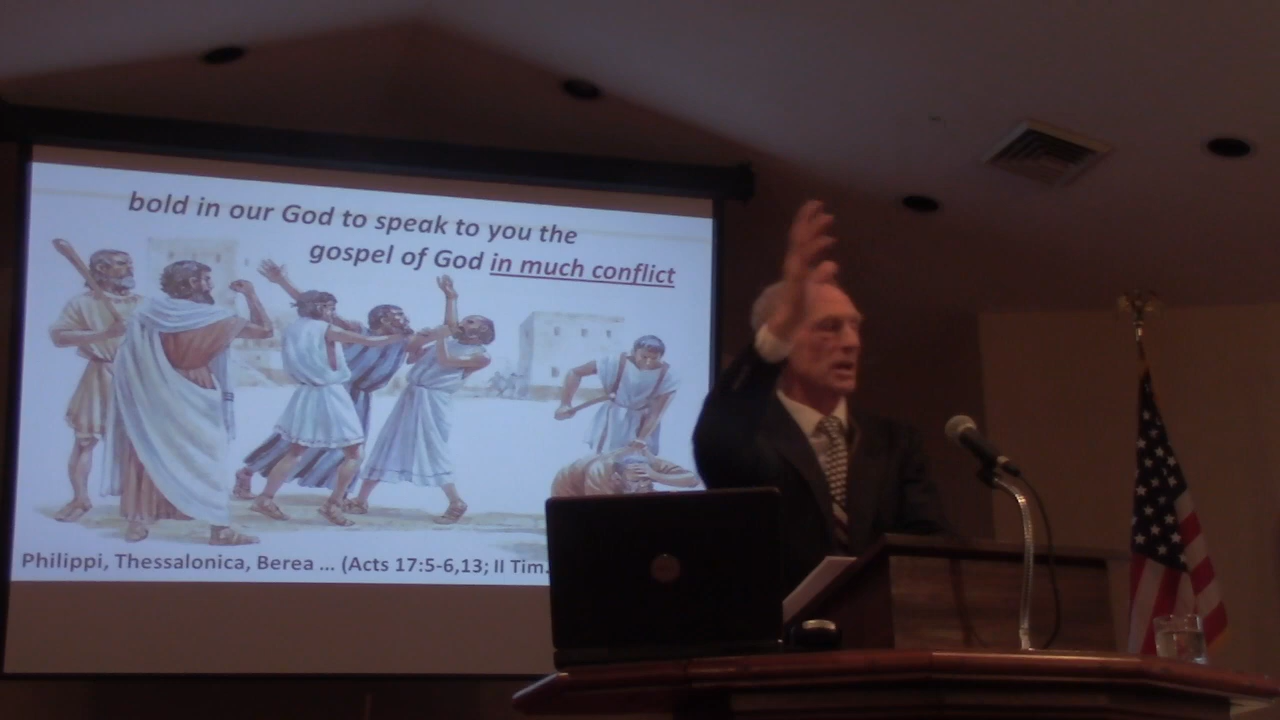 bold in our God to speak to you the
gospel of God in much conflict
Philippi, Thessalonica, Berea ... (Acts 17:5-6,13; II Tim.